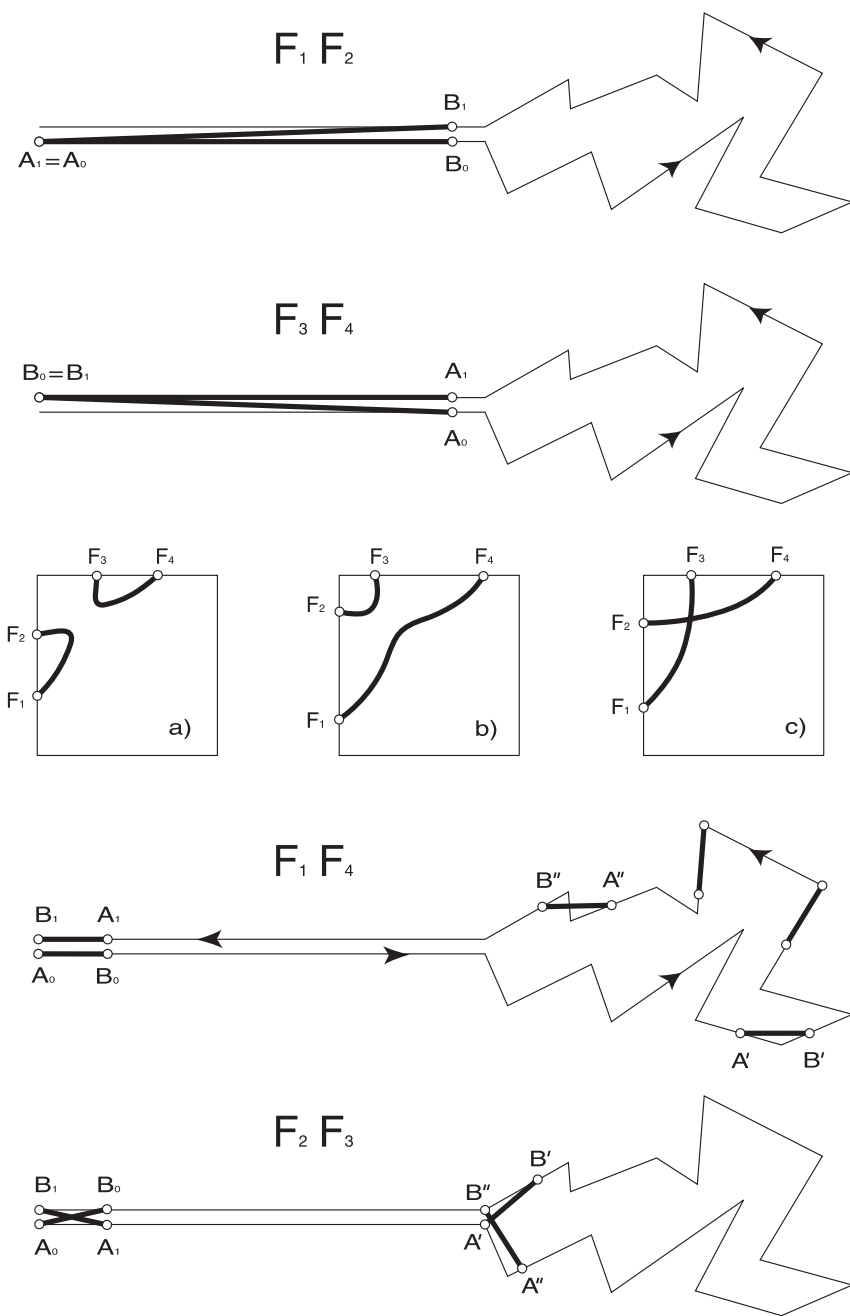 F₁ F₂
B₁
A₁=A₀
B₀
F₃ F₄
B₀=B₁
A₁
A₀
F₃ F₄
F₂
F₁
a)
F₃ F₄
F₂
F₁
b)
F₃ F₄
F₂
F₁
c)
F₁ F₄
B″ A″
B₁ A₁
A₀ B₀
A′ B′
F₂ F₃
B′
B₁ B₀ B″
A₀ A₁ A′
A″